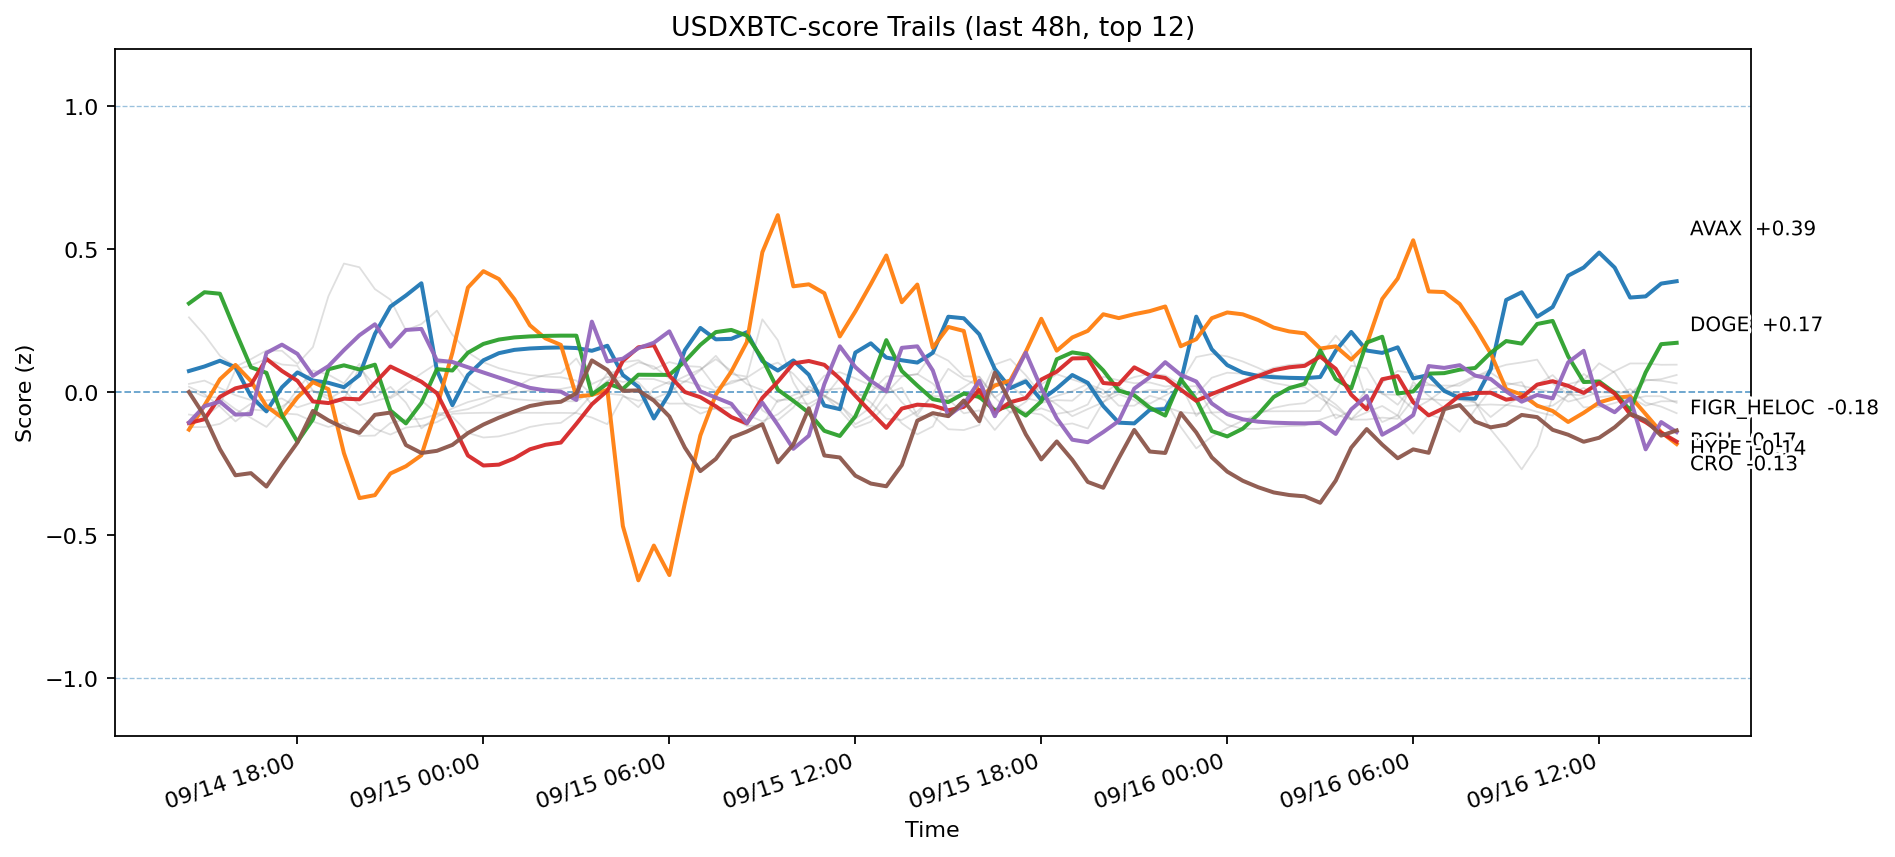 USDXBTC-score Trails (last 48h, top 12)
Score (z)
1.0
0.5
0.0
−0.5
−1.0
AVAX +0.39
DOGE +0.17
FIGR_HELOC -0.18
-0.17
HYPE -0.14
CRO -0.13
09/14 18:00
09/15 00:00
09/15 06:00
09/15 12:00
09/15 18:00
09/16 00:00
09/16 06:00
09/16 12:00
Time